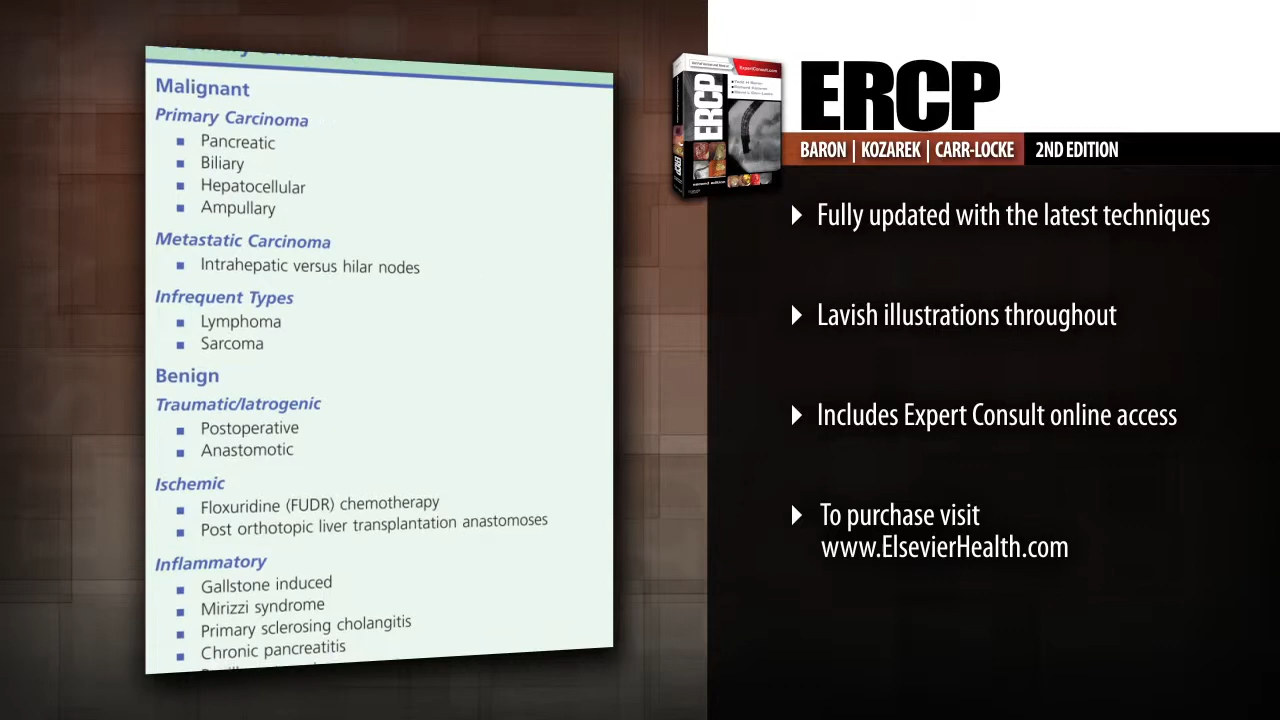 Malignant
Primary Carcinoma
■ Pancreatic
■ Biliary
■ Hepatocellular
■ Ampullary
Metastatic Carcinoma
■ Intrahepatic versus hilar nodes
Infrequent Types
■ Lymphoma
■ Sarcoma
Benign
Traumatic/Iatrogenic
■ Postoperative
■ Anastomotic
Ischemic
■ Floxuridine (FUDR) chemotherapy
■ Post orthotopic liver transplantation anastomoses
Inflammatory
■ Gallstone induced
■ Mirizzi syndrome
■ Primary sclerosing cholangitis
■ Chronic pancreatitis
ERCP
ERCP
ERCP
BARON | KOZAREK | CARR-LOCKE 2ND EDITION
Fully updated with the latest techniques
Lavish illustrations throughout
Includes Expert Consult online access
To purchase visit
www.ElsevierHealth.com